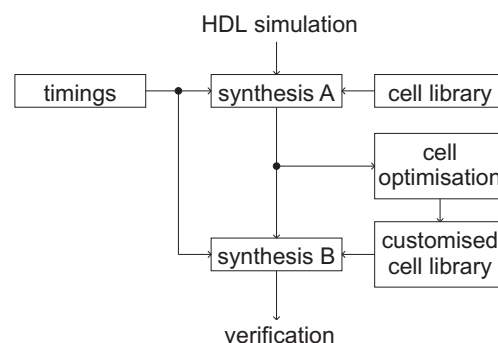 HDL simulation
timings
synthesis A
cell library
cell
optimisation
synthesis B
customised
cell library
verification